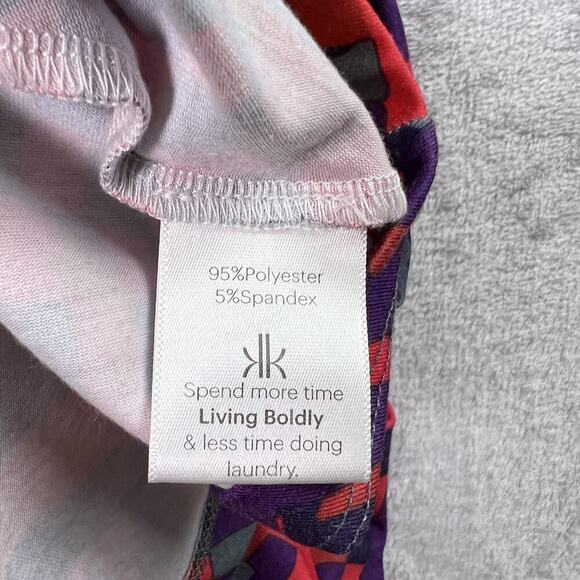 95%Polyester
5%Spandex
kk
Spend more time
Living Boldly
& less time doing
laundry.